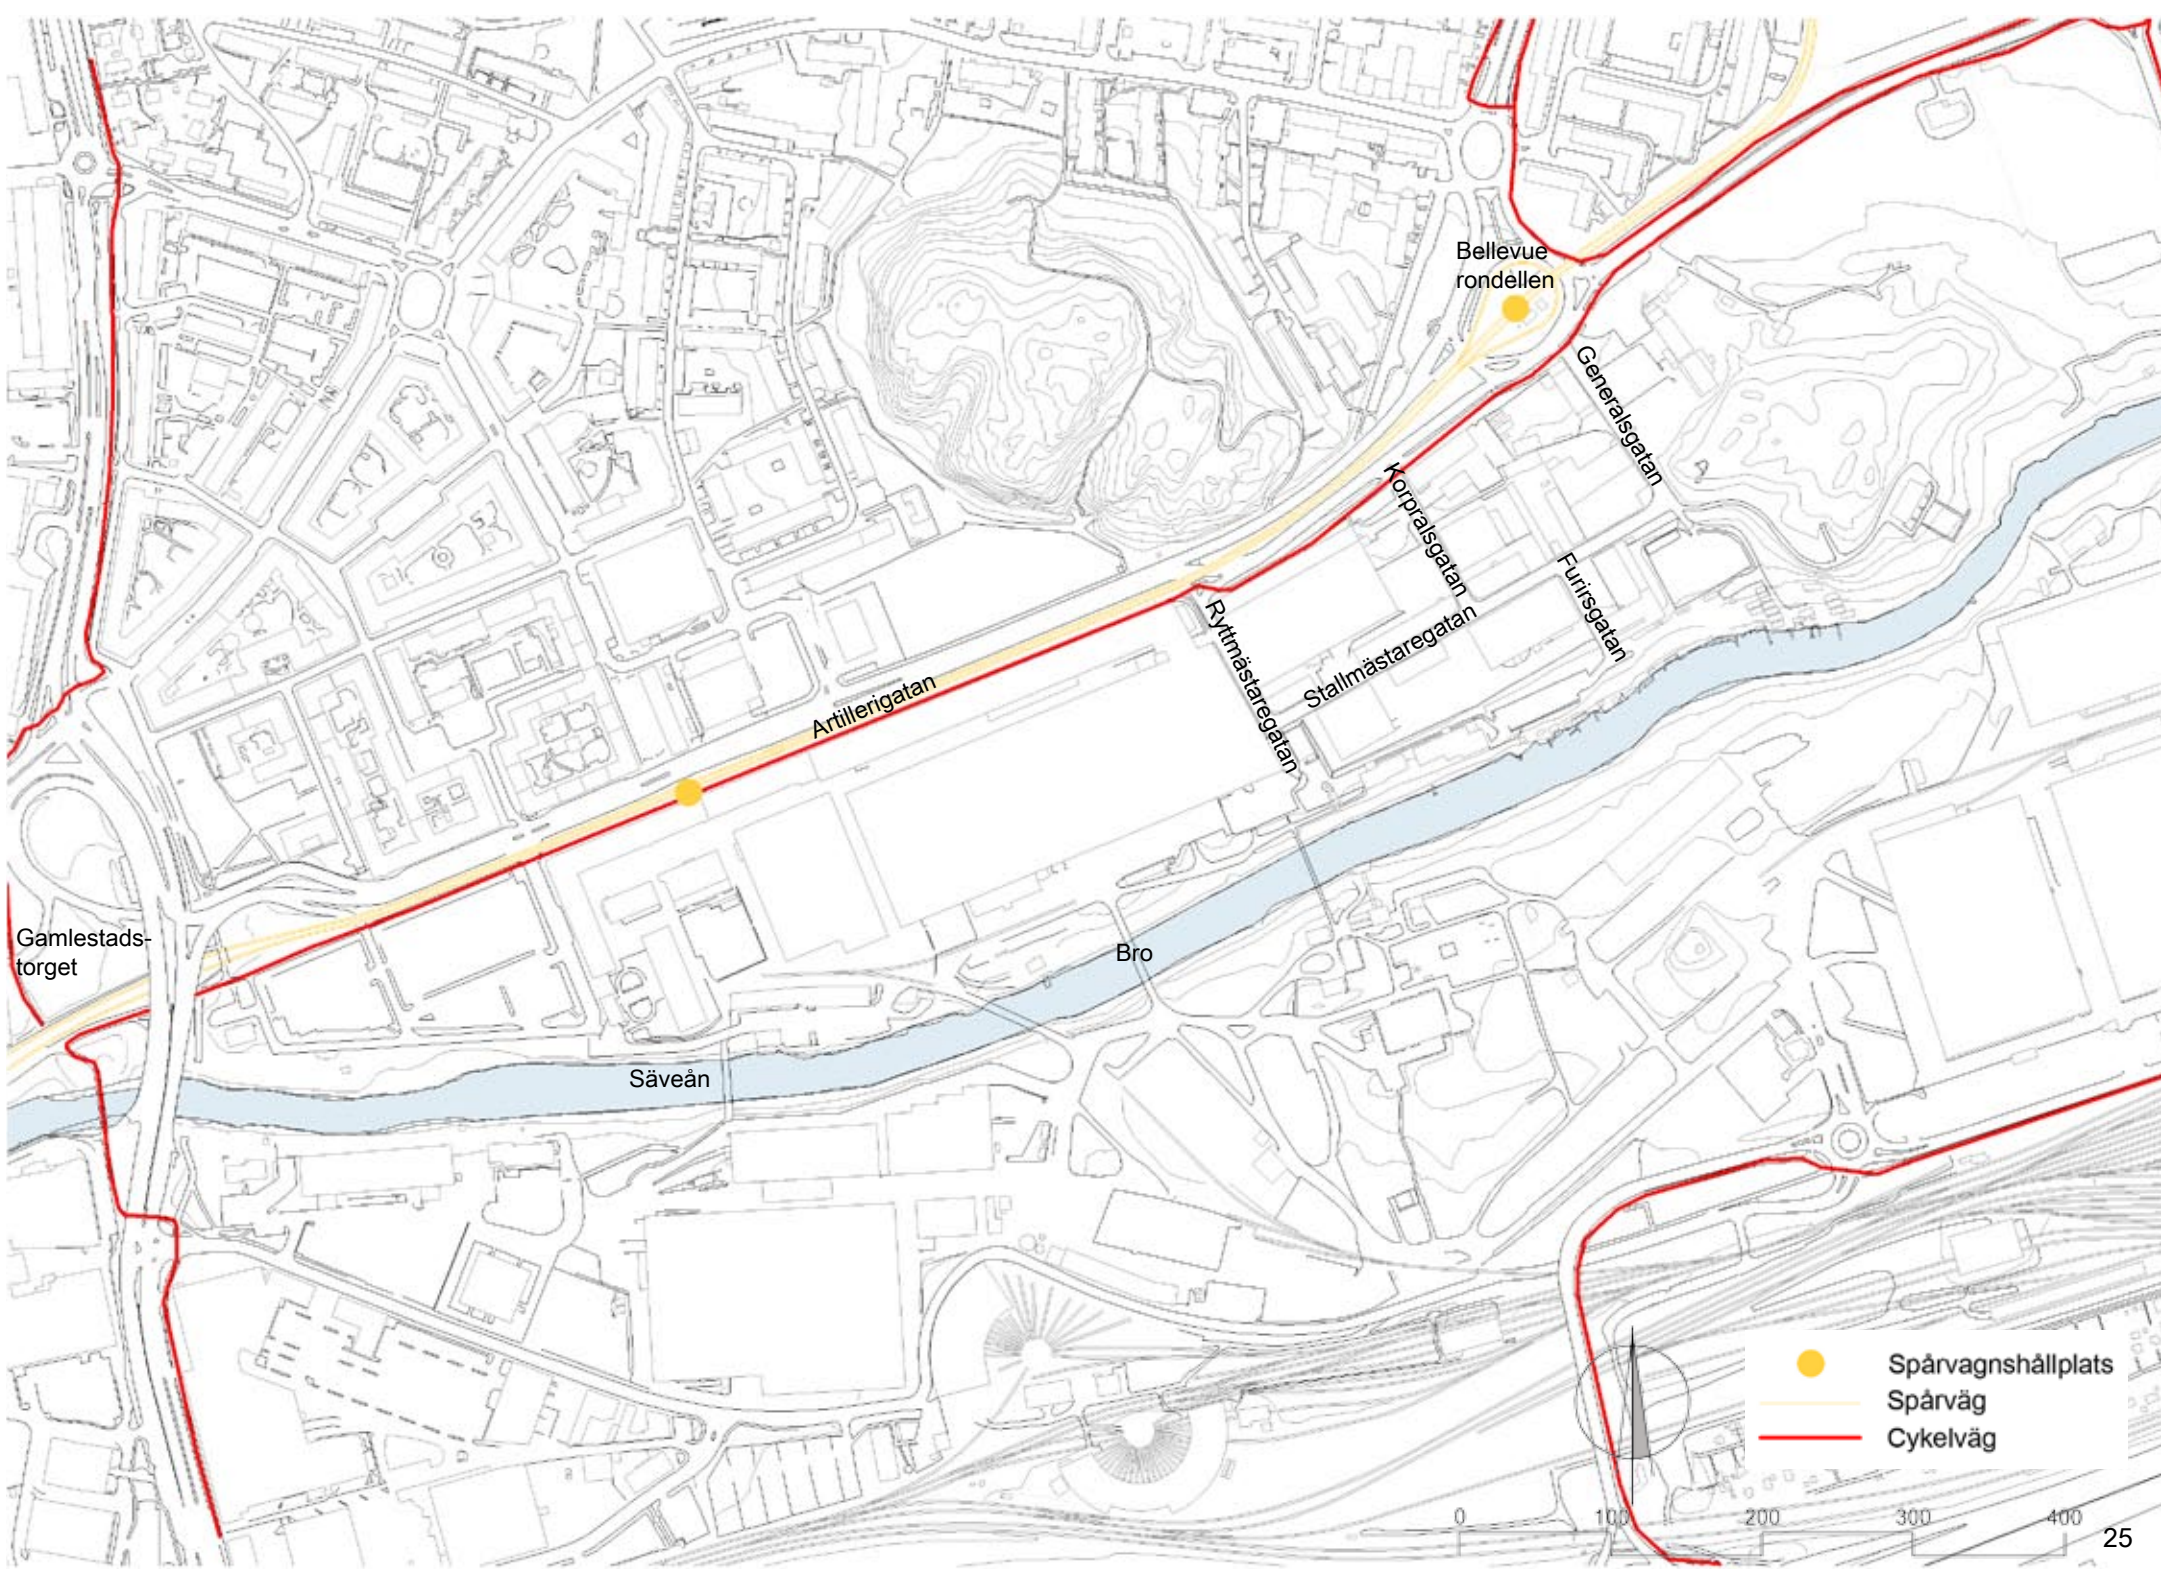 Bellevue
rondellen
Generalsgatan
Korpralsgatan
Furirsgatan
Ryttmästaregatan
Stallmästaregatan
Artillerigatan
Gamlestads-
torget
Bro
Säveån
Spårvagnshållplats
Spårväg
Cykelväg
0 100 200 300 400
25